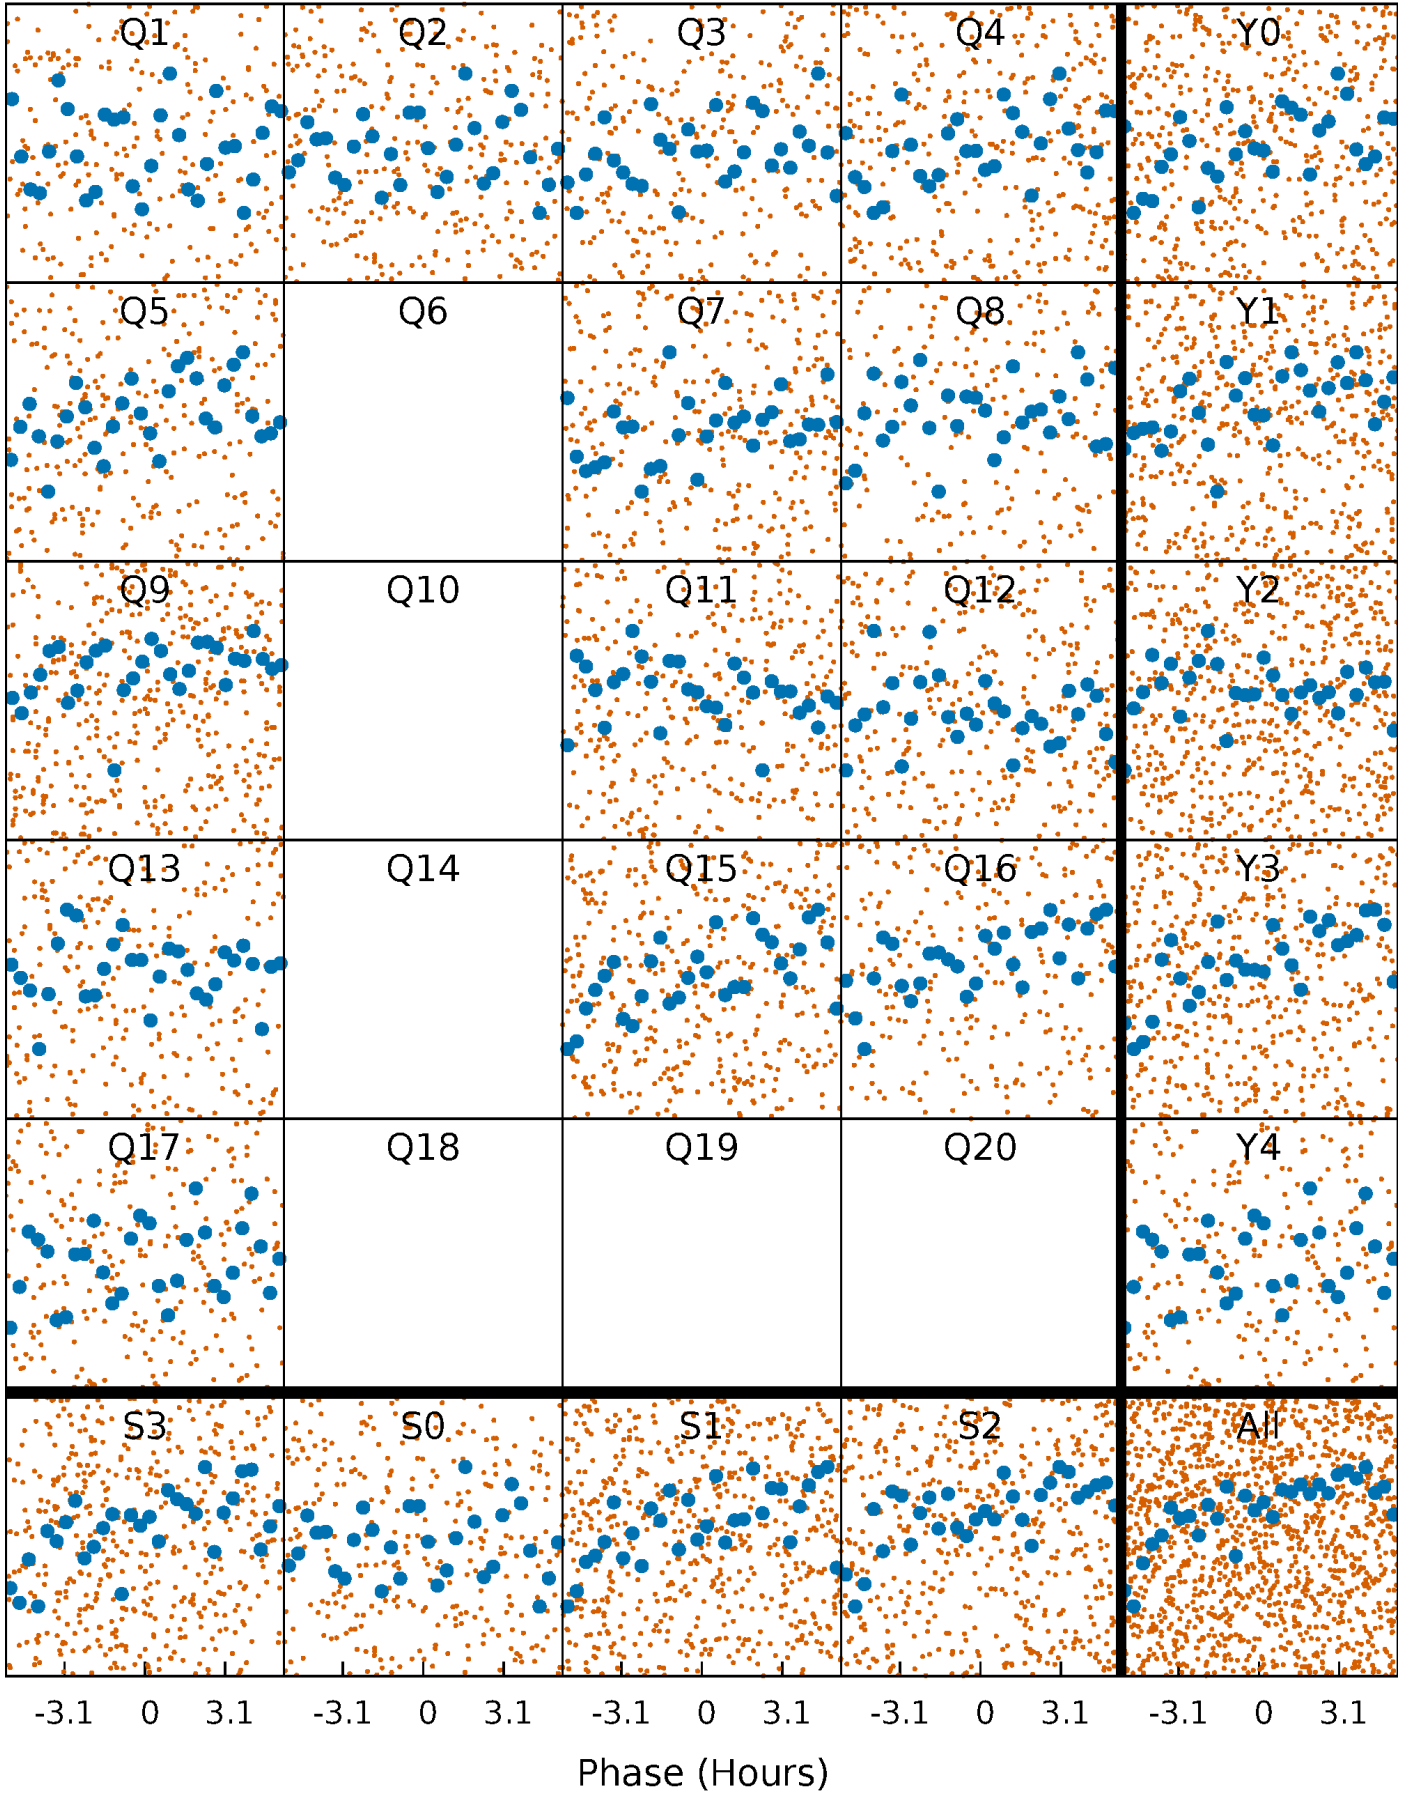 Q1 Q2 Q3 Q4 Y0
Q5 Q6 Q7 Q8 Y1
Q9 Q10 Q11 Q12 Y2
Q13 Q14 Q15 Q16 Y3
Q17 Q18 Q19 Q20 Y4
S3 S0 S1 S2 All
-3.1 0 3.1 -3.1 0 3.1 -3.1 0 3.1 -3.1 0 3.1 -3.1 0 3.1
Phase (Hours)